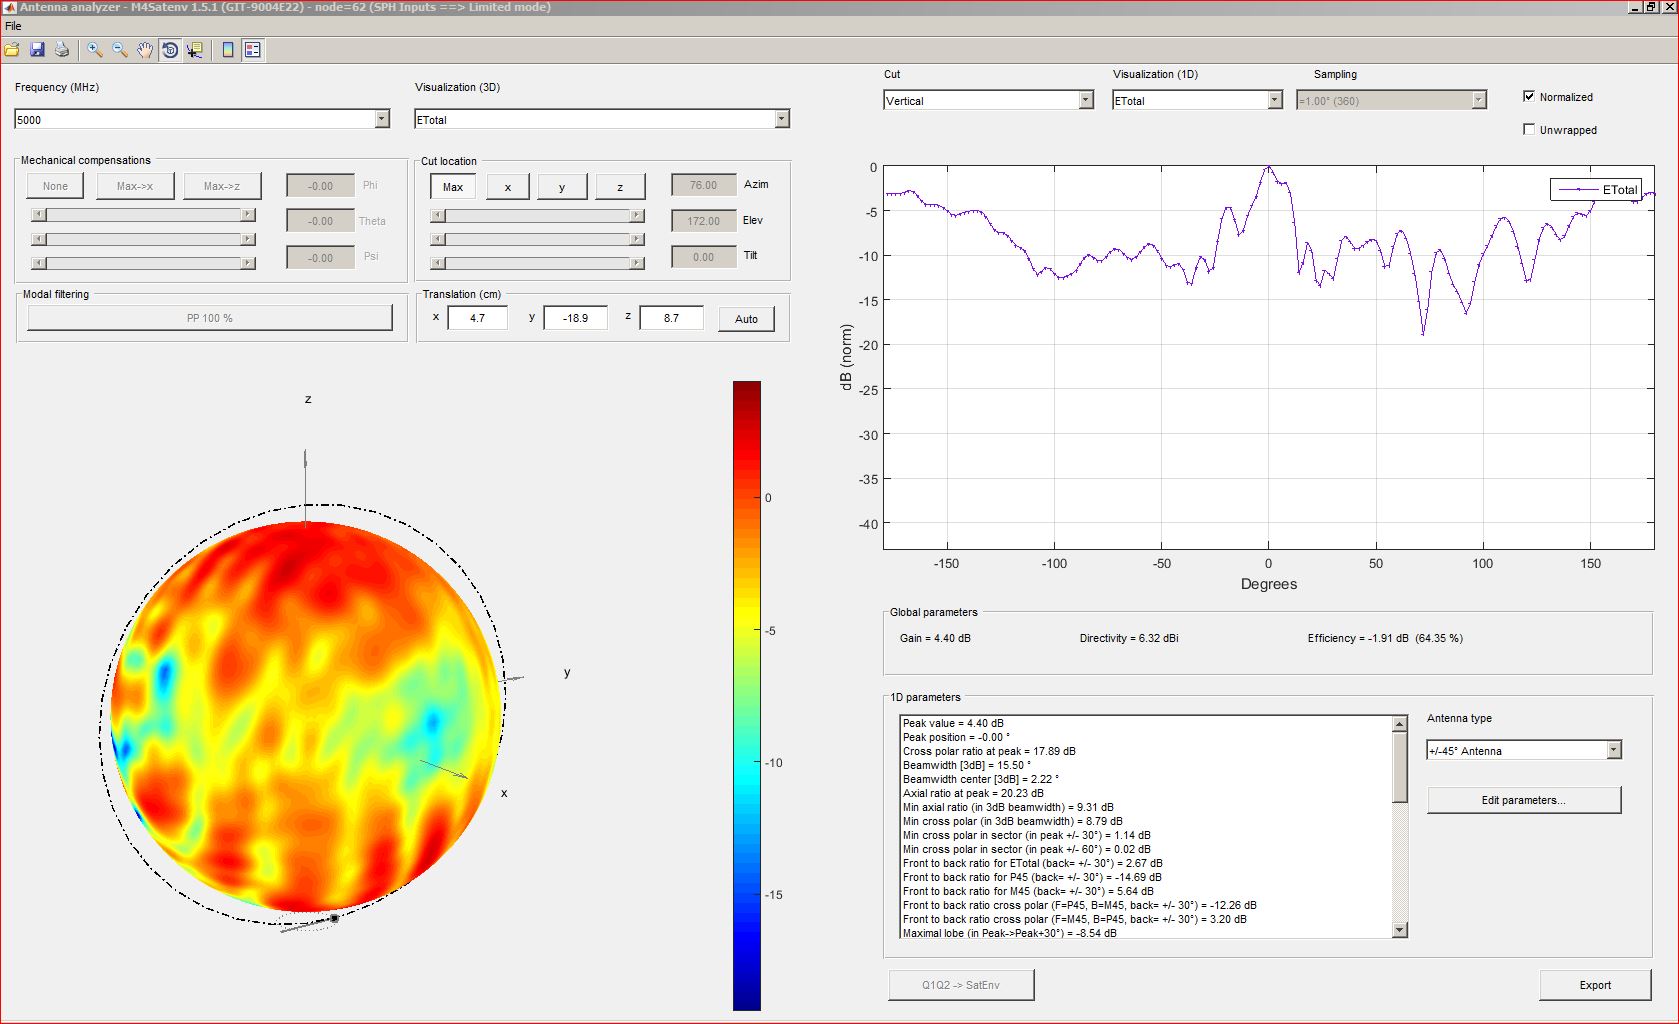 Antenna analyzer - M4Satenv 1.5.1 (GIT-9004E22) - node=62 (SPH Inputs ==> Limited mode)
File
Frequency (MHz)
5000
Visualization (3D)
ETotal
Mechanical compensations
None
Max->x
Max->z
-0.00
Phi
-0.00
Theta
-0.00
Psi
Cut location
Max
x
y
z
76.00
Azim
172.00
Elev
0.00
Tilt
Modal filtering
PP 100 %
Translation (cm)
x
4.7
y
-18.9
z
8.7
Auto
z
y
x
0
-5
-10
-15
Cut
Vertical
Visualization (1D)
ETotal
Sampling
=1.00° (360)
Normalized
Unwrapped
ETotal
0
-5
-10
-15
-20
-25
-30
-35
-40
dB (norm)
-150
-100
-50
0
50
100
150
Degrees
Global parameters
Gain = 4.40 dB
Directivity = 6.32 dBi
Efficiency = -1.91 dB (64.35 %)
1D parameters
Peak value = 4.40 dB
Peak position = -0.00 °
Cross polar ratio at peak = 17.89 dB
Beamwidth [3dB] = 15.50 °
Beamwidth center [3dB] = 2.22 °
Axial ratio at peak = 20.23 dB
Min axial ratio (in 3dB beamwidth) = 9.31 dB
Min cross polar (in 3dB beamwidth) = 8.79 dB
Min cross polar in sector (in peak +/- 30°) = 1.14 dB
Min cross polar in sector (in peak +/- 60°) = 0.02 dB
Front to back ratio for ETotal (back= +/- 30°) = 2.67 dB
Front to back ratio for P45 (back= +/- 30°) = -14.69 dB
Front to back ratio for M45 (back= +/- 30°) = 5.64 dB
Front to back ratio cross polar (F=P45, B=M45, back= +/- 30°) = -12.26 dB
Front to back ratio cross polar (F=M45, B=P45, back= +/- 30°) = 3.20 dB
Maximal lobe (in Peak->Peak+30°) = -8.54 dB
Antenna type
+/-45° Antenna
Edit parameters...
Q1Q2 -> SatEnv
Export